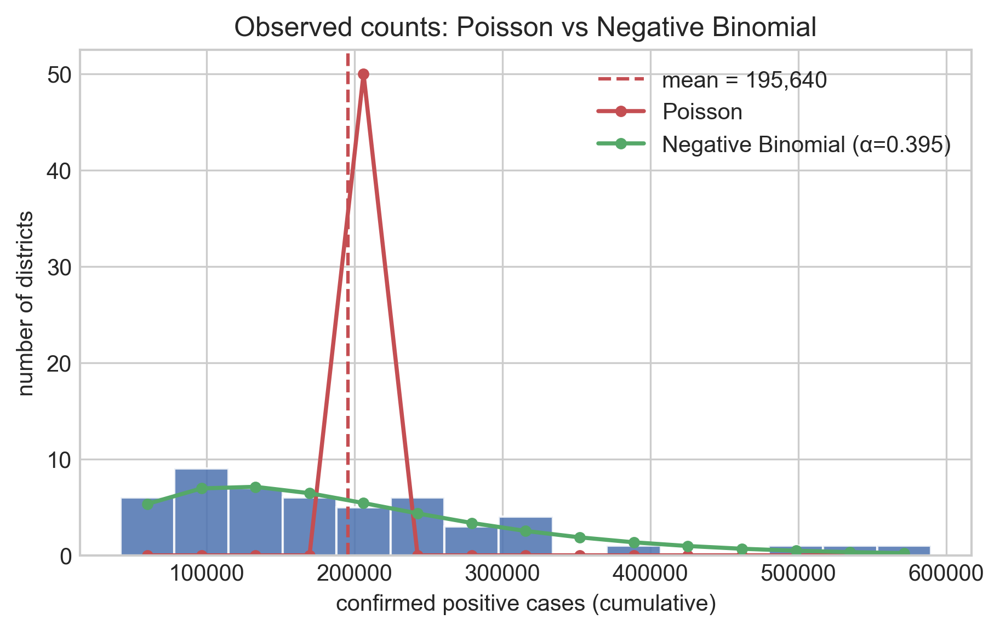 Observed counts: Poisson vs Negative Binomial
mean = 195,640
Poisson
Negative Binomial (α=0.395)
50
40
30
20
10
0
number of districts
100000
200000
300000
400000
500000
600000
confirmed positive cases (cumulative)